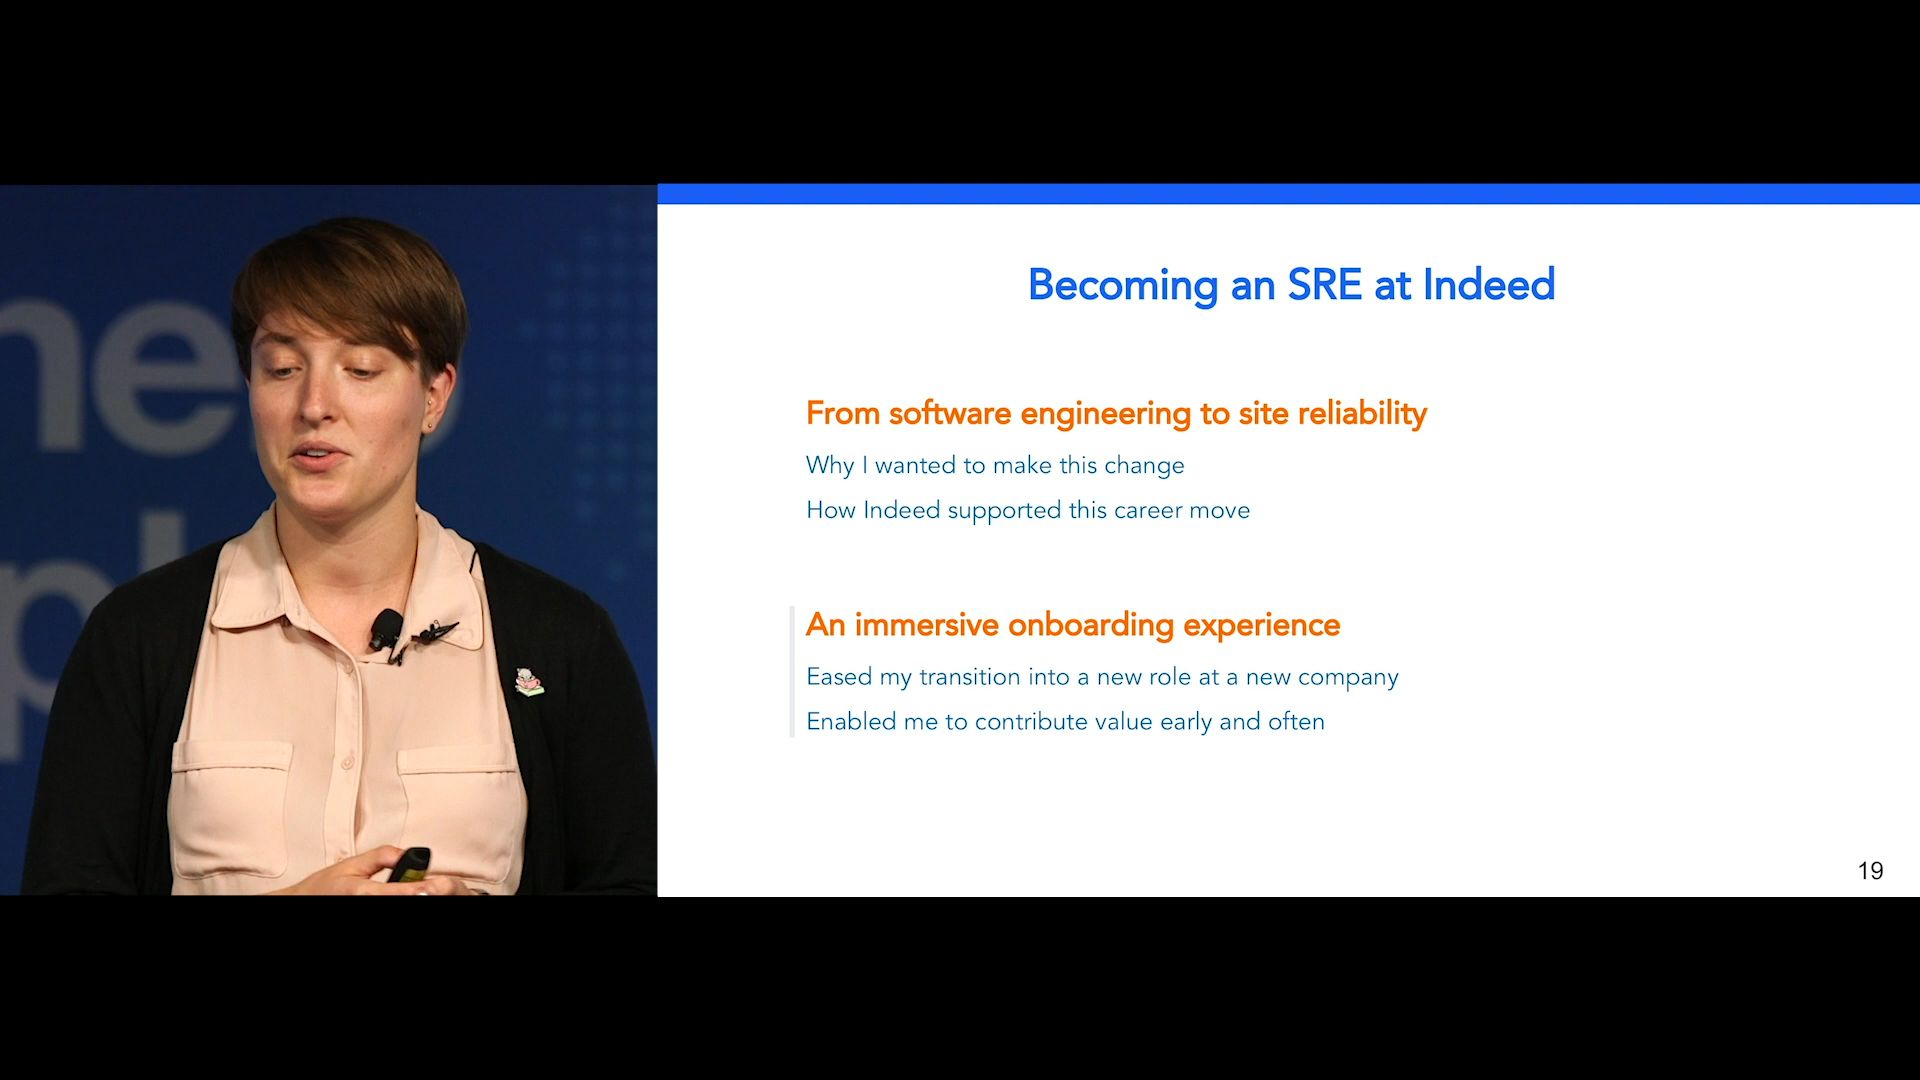 Becoming an SRE at Indeed
From software engineering to site reliability
Why I wanted to make this change
How Indeed supported this career move
An immersive onboarding experience
Eased my transition into a new role at a new company
Enabled me to contribute value early and often
19